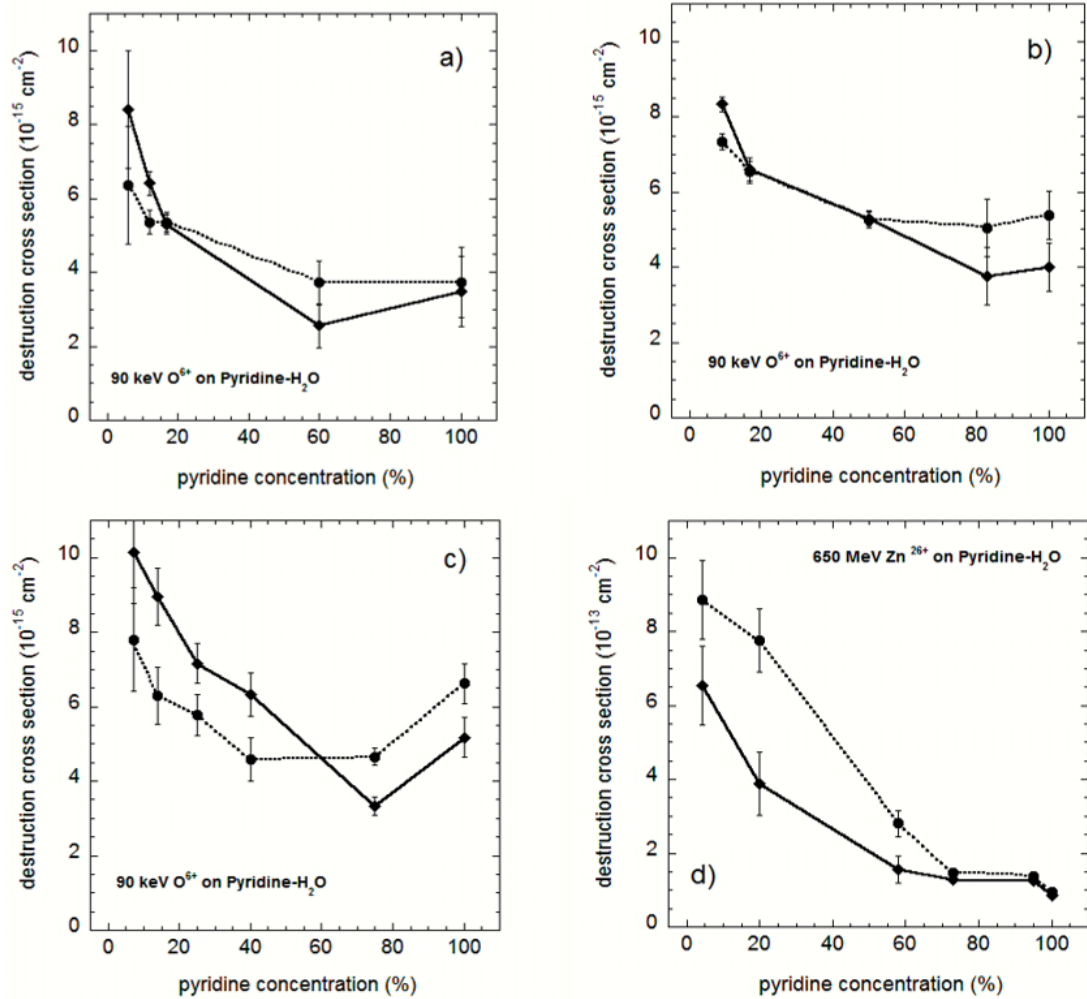 a)
destruction cross section (10⁻¹⁵ cm⁻²)
10
8
6
4
2
0
90 keV O⁶⁺ on Pyridine-H₂O
0 20 40 60 80 100
pyridine concentration (%)
b)
destruction cross section (10⁻¹⁵ cm⁻²)
10
8
6
4
2
0
90 keV O⁶⁺ on Pyridine-H₂O
0 20 40 60 80 100
pyridine concentration (%)
c)
destruction cross section (10⁻¹⁵ cm⁻²)
10
8
6
4
2
0
90 keV O⁶⁺ on Pyridine-H₂O
0 20 40 60 80 100
pyridine concentration (%)
650 MeV Zn ²⁶⁺ on Pyridine-H₂O
destruction cross section (10⁻¹³ cm⁻²)
10
8
6
4
2
0
d)
0 20 40 60 80 100
pyridine concentration (%)